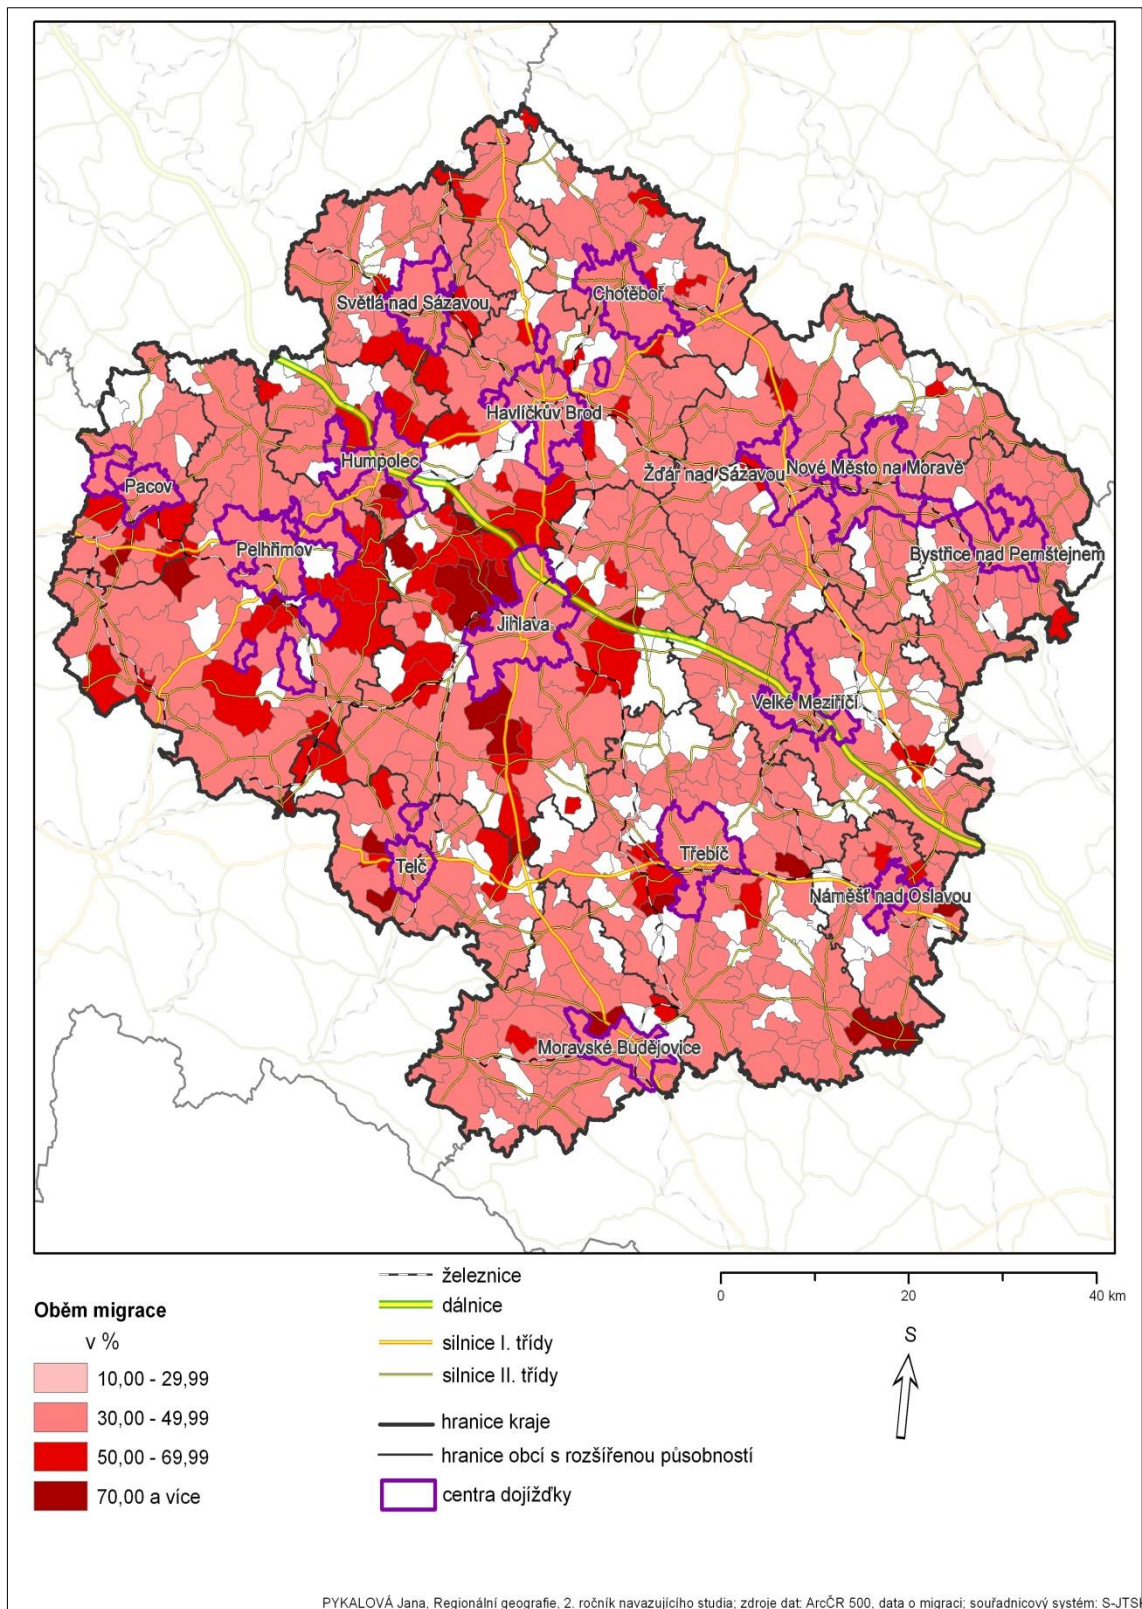 Chotěboř
Světlá nad Sázavou
Havlíčkův Brod
Humpolec
Žďár nad Sázavou
Nové Město na Moravě
Pacov
Pelhřimov
Bystřice nad Pernštejnem
Jihlava
Velké Meziříčí
Třebíč
Telč
Náměšť nad Oslavou
Moravské Budějovice
Oběm migrace
v %
10,00 - 29,99
30,00 - 49,99
50,00 - 69,99
70,00 a více
železnice
dálnice
silnice I. třídy
silnice II. třídy
hranice kraje
hranice obcí s rozšířenou působností
centra dojížďky
0 20 40 km
S
PYKALOVÁ Jana, Regionální geografie, 2. ročník navazujícího studia; zdroje dat: ArcČR 500, data o migraci; souřadnicový systém: S-JTSK